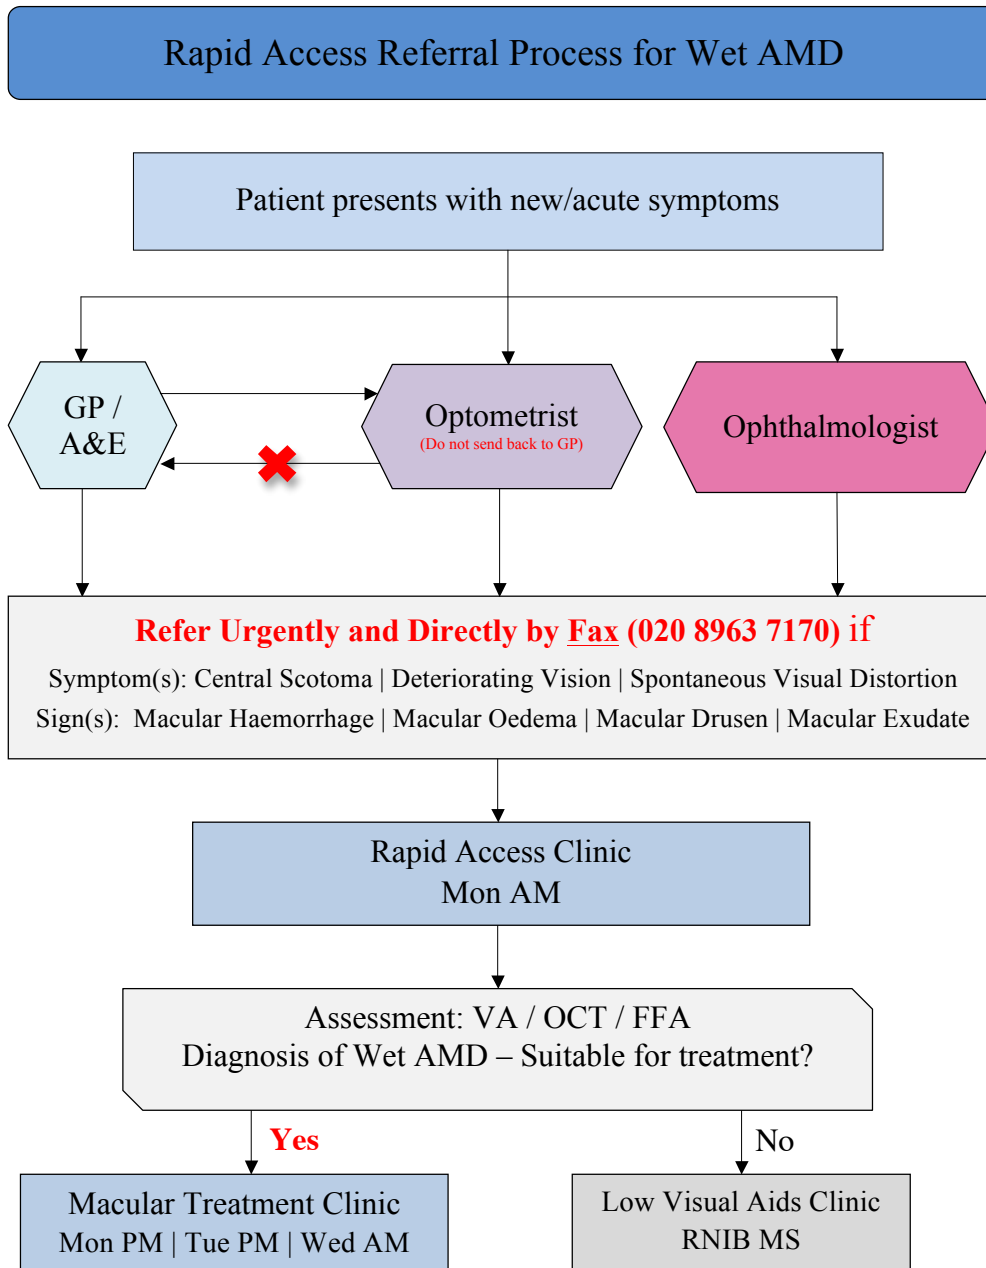 Rapid Access Referral Process for Wet AMD
Patient presents with new/acute symptoms
GP /
A&E
Optometrist
(Do not send back to GP)
Ophthalmologist
Refer Urgently and Directly by Fax (020 8963 7170) if
Symptom(s): Central Scotoma | Deteriorating Vision | Spontaneous Visual Distortion
Sign(s): Macular Haemorrhage | Macular Oedema | Macular Drusen | Macular Exudate
Rapid Access Clinic
Mon AM
Assessment: VA / OCT / FFA
Diagnosis of Wet AMD – Suitable for treatment?
Yes
No
Macular Treatment Clinic
Mon PM | Tue PM | Wed AM
Low Visual Aids Clinic
RNIB MS